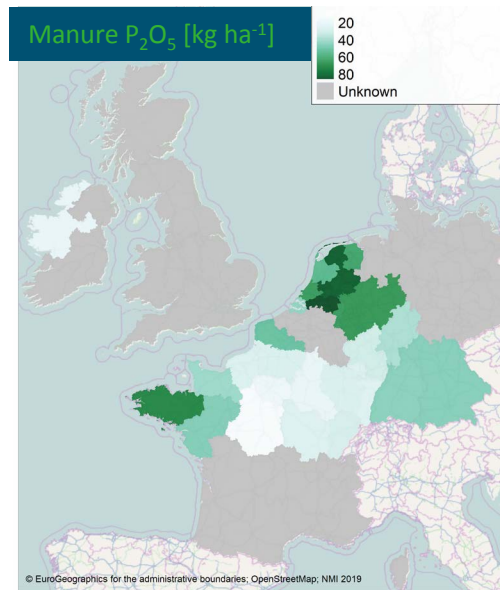 Manure P₂O₅ [kg ha⁻¹]
20
40
60
80
Unknown
© EuroGeographics for the administrative boundaries; OpenStreetMap; NMI 2019